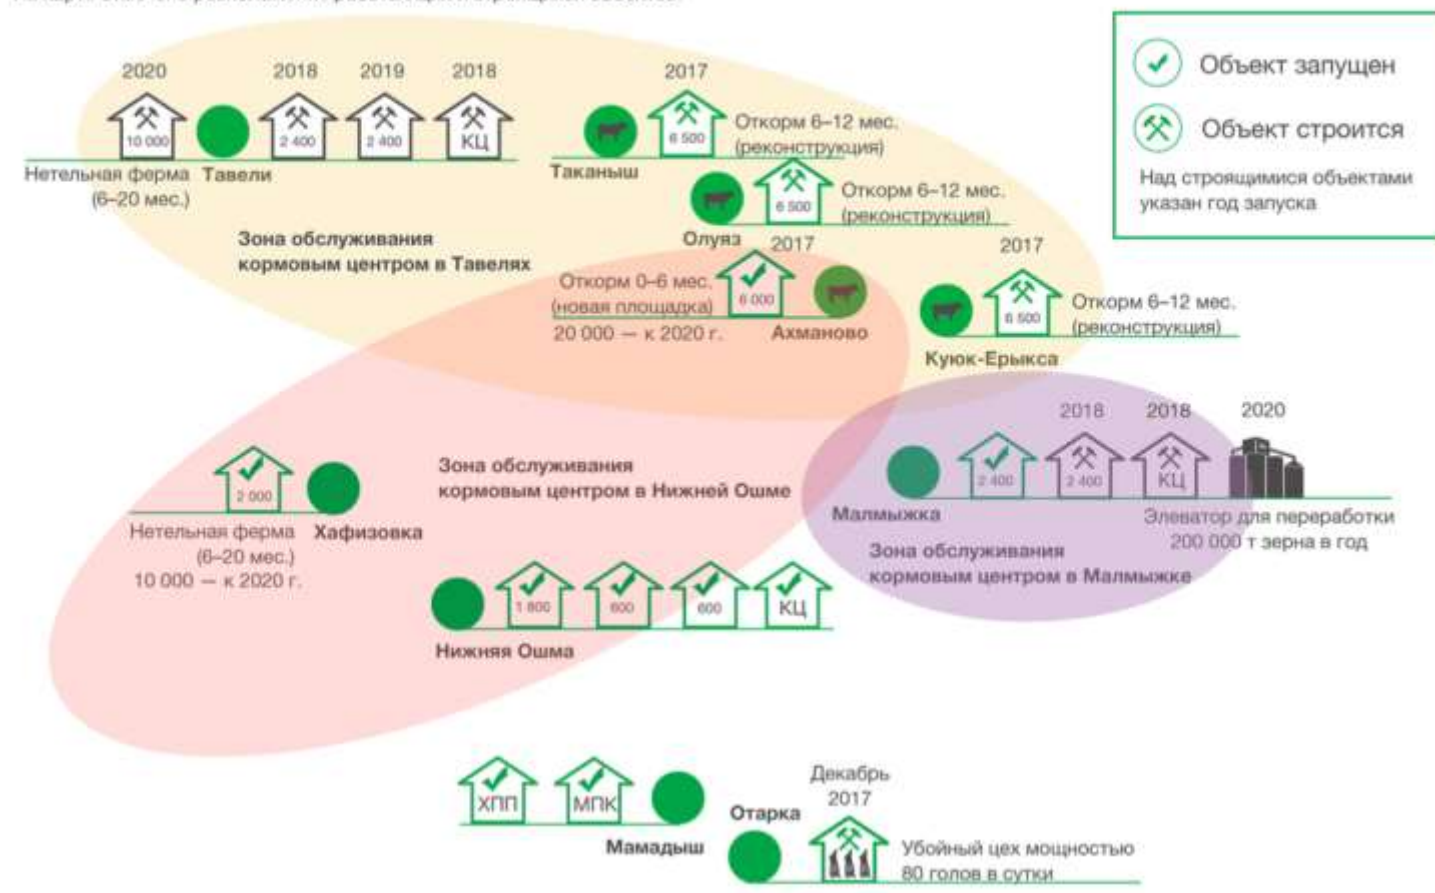 Объект запущен
Объект строится
Над строящимися объектами
указан год запуска
2020
2018
2019
2018
10 000
2 400
2 400
КЦ
Нетельная ферма
(6–20 мес.)
Тавели
2017
6 500
Откорм 6–12 мес.
(реконструкция)
Таканыш
6 500
Откорм 6–12 мес.
(реконструкция)
Олуяз
Зона обслуживания
кормовым центром в Тавелях
2017
Откорм 0–6 мес.
(новая площадка)
20 000 — к 2020 г.
6 000
Ахманово
2017
6 500
Откорм 6–12 мес.
(реконструкция)
Куюк-Ерыкса
2018
2018
2020
2 400
2 400
КЦ
Малмыжка
Элеватор для переработки
200 000 т зерна в год
Зона обслуживания
кормовым центром в Малмыжке
Зона обслуживания
кормовым центром в Нижней Ошме
2 000
Нетельная ферма
(6–20 мес.)
10 000 — к 2020 г.
Хафизовка
1 800
600
600
КЦ
Нижняя Ошма
ХПП
МПК
Мамадыш
Отарка
Декабрь
2017
Убойный цех мощностью
80 голов в сутки